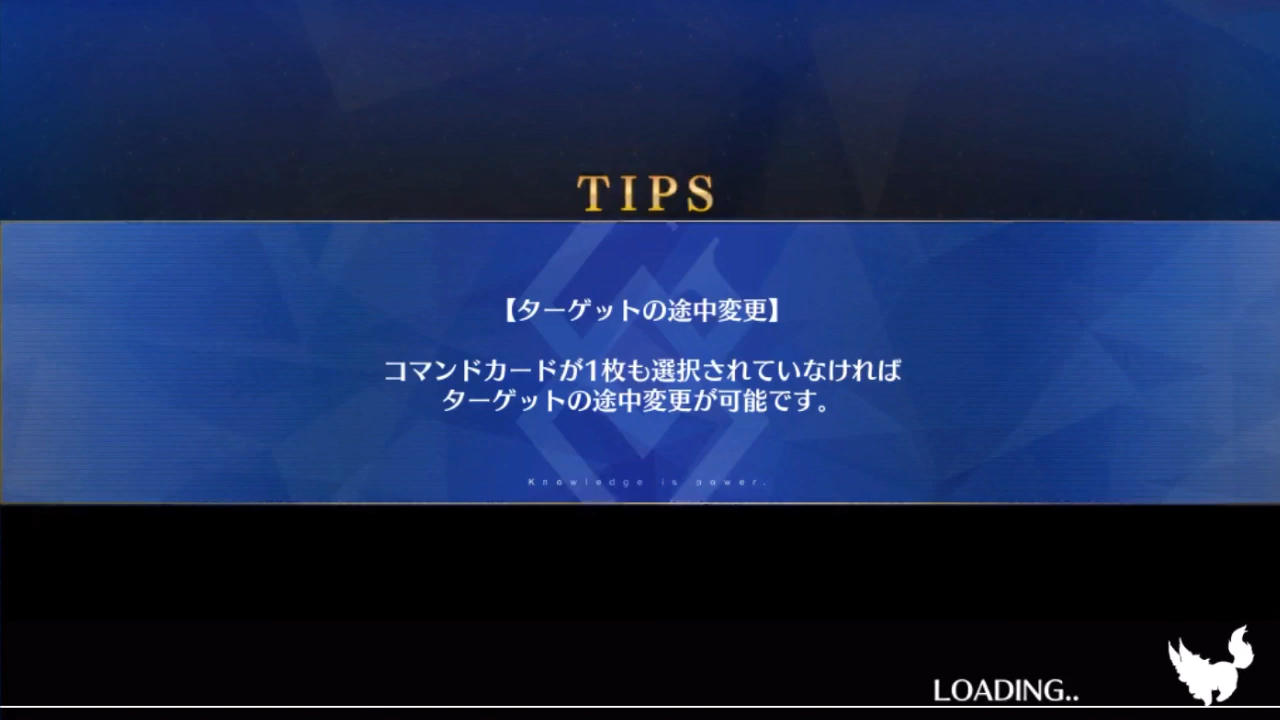 TIPS
【ターゲットの途中変更】
コマンドカードが1枚も選択されていなければ
ターゲットの途中変更が可能です。
Knowledge is power.
LOADING..